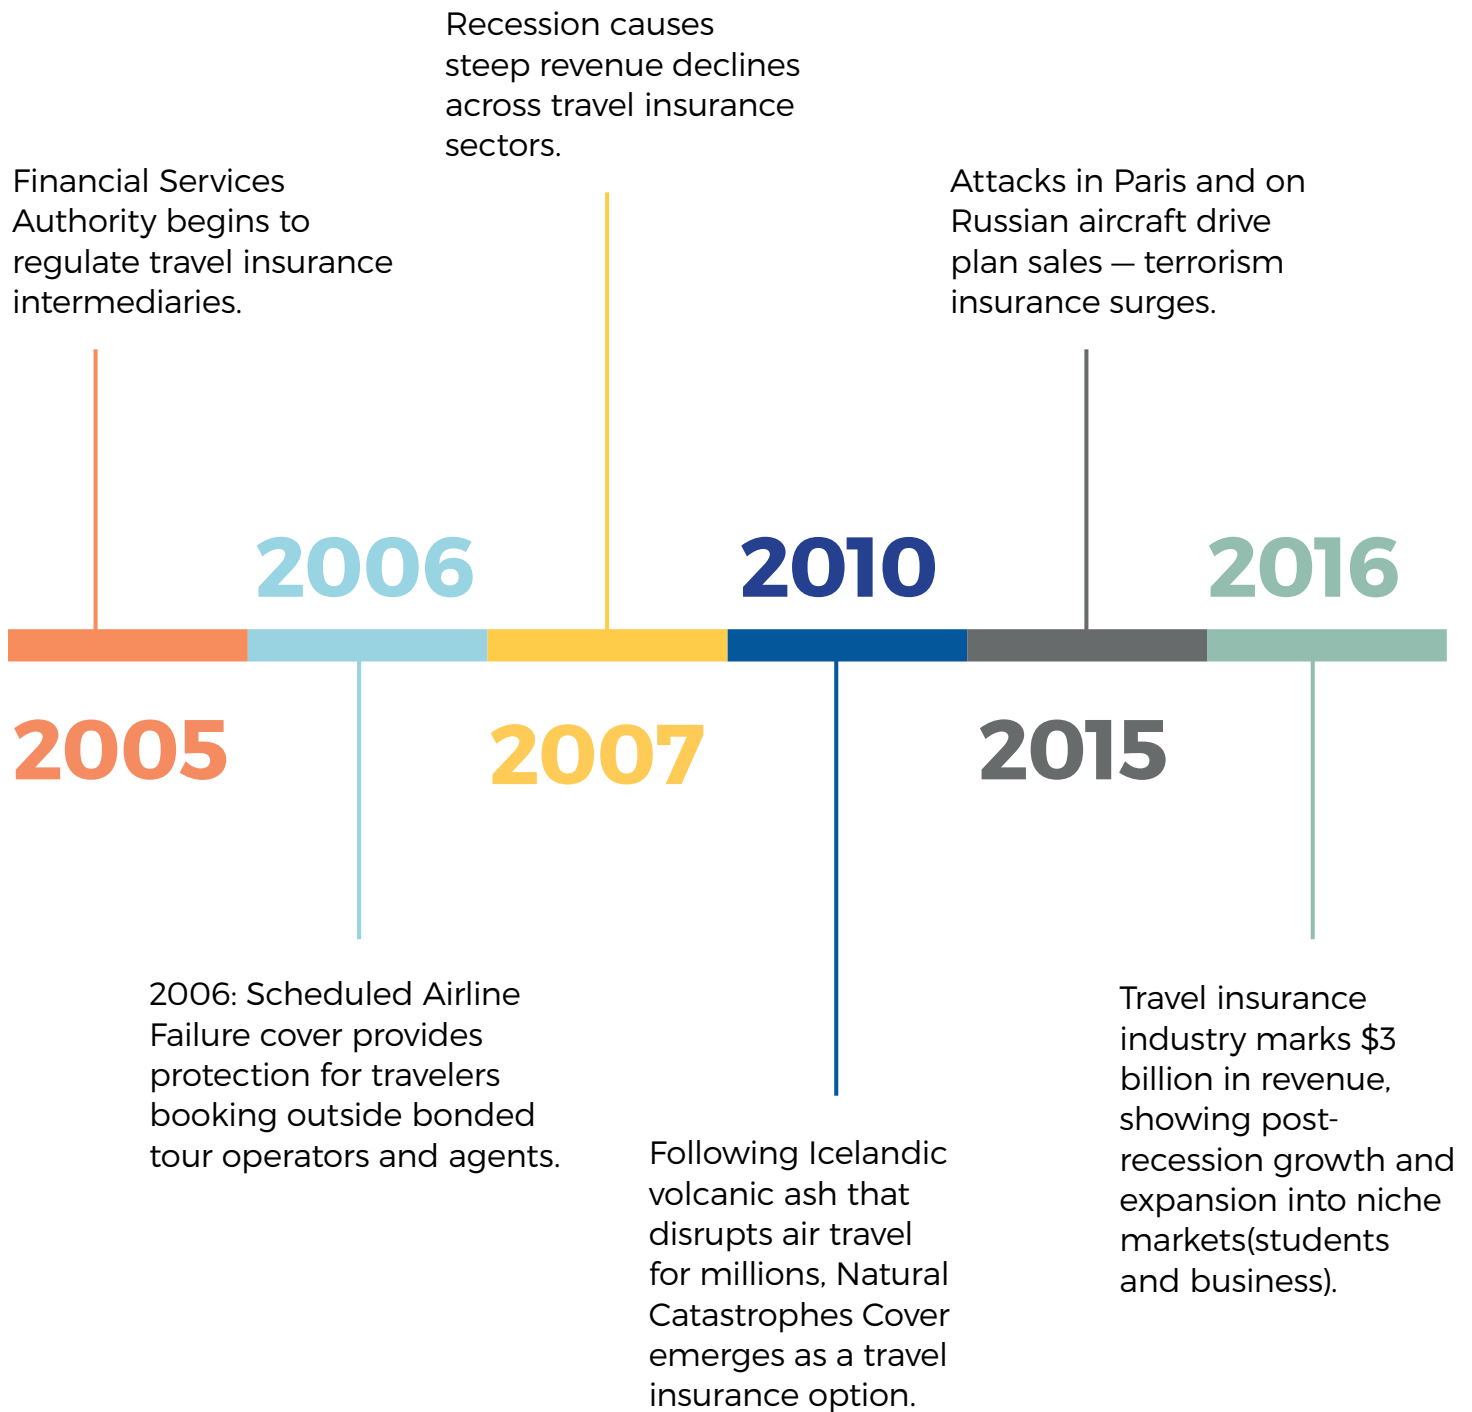 Recession causes
steep revenue declines
across travel insurance
sectors.
Financial Services
Authority begins to
regulate travel insurance
intermediaries.
Attacks in Paris and on
Russian aircraft drive
plan sales — terrorism
insurance surges.
2006
2010
2016
2005
2007
2015
2006: Scheduled Airline
Failure cover provides
protection for travelers
booking outside bonded
tour operators and agents.
Following Icelandic
volcanic ash that
disrupts air travel
for millions, Natural
Catastrophes Cover
emerges as a travel
insurance option.
Travel insurance
industry marks $3
billion in revenue,
showing post-
recession growth and
expansion into niche
markets(students
and business).